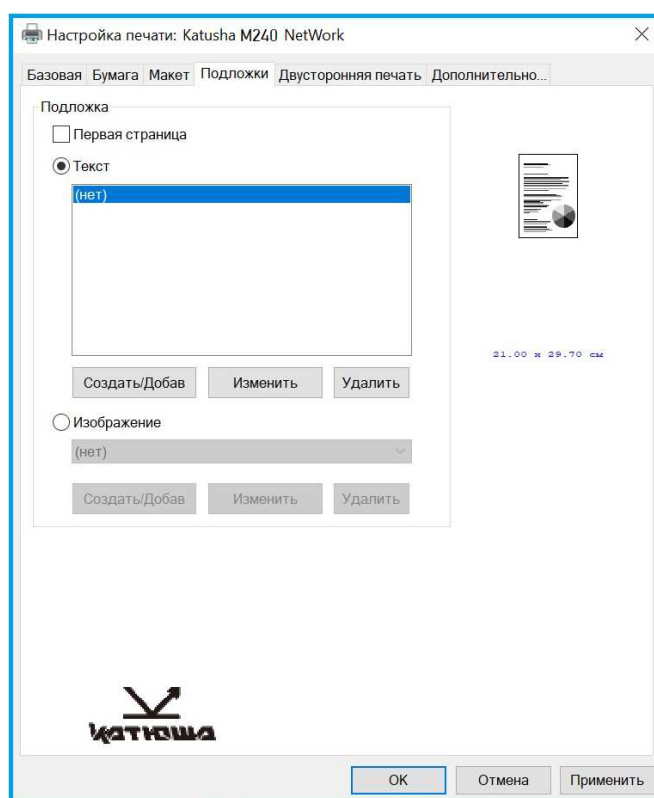 Настройка печати: Katusha M240 NetWork
Базовая Бумага Макет Подложки Двусторонняя печать Дополнительно...
Подложка
Первая страница
Текст
(нет)
21.00 x 29.70 см
Создать/Добав Изменить Удалить
Изображение
(нет)
Создать/Добав Изменить Удалить
катюша
OK Отмена Применить